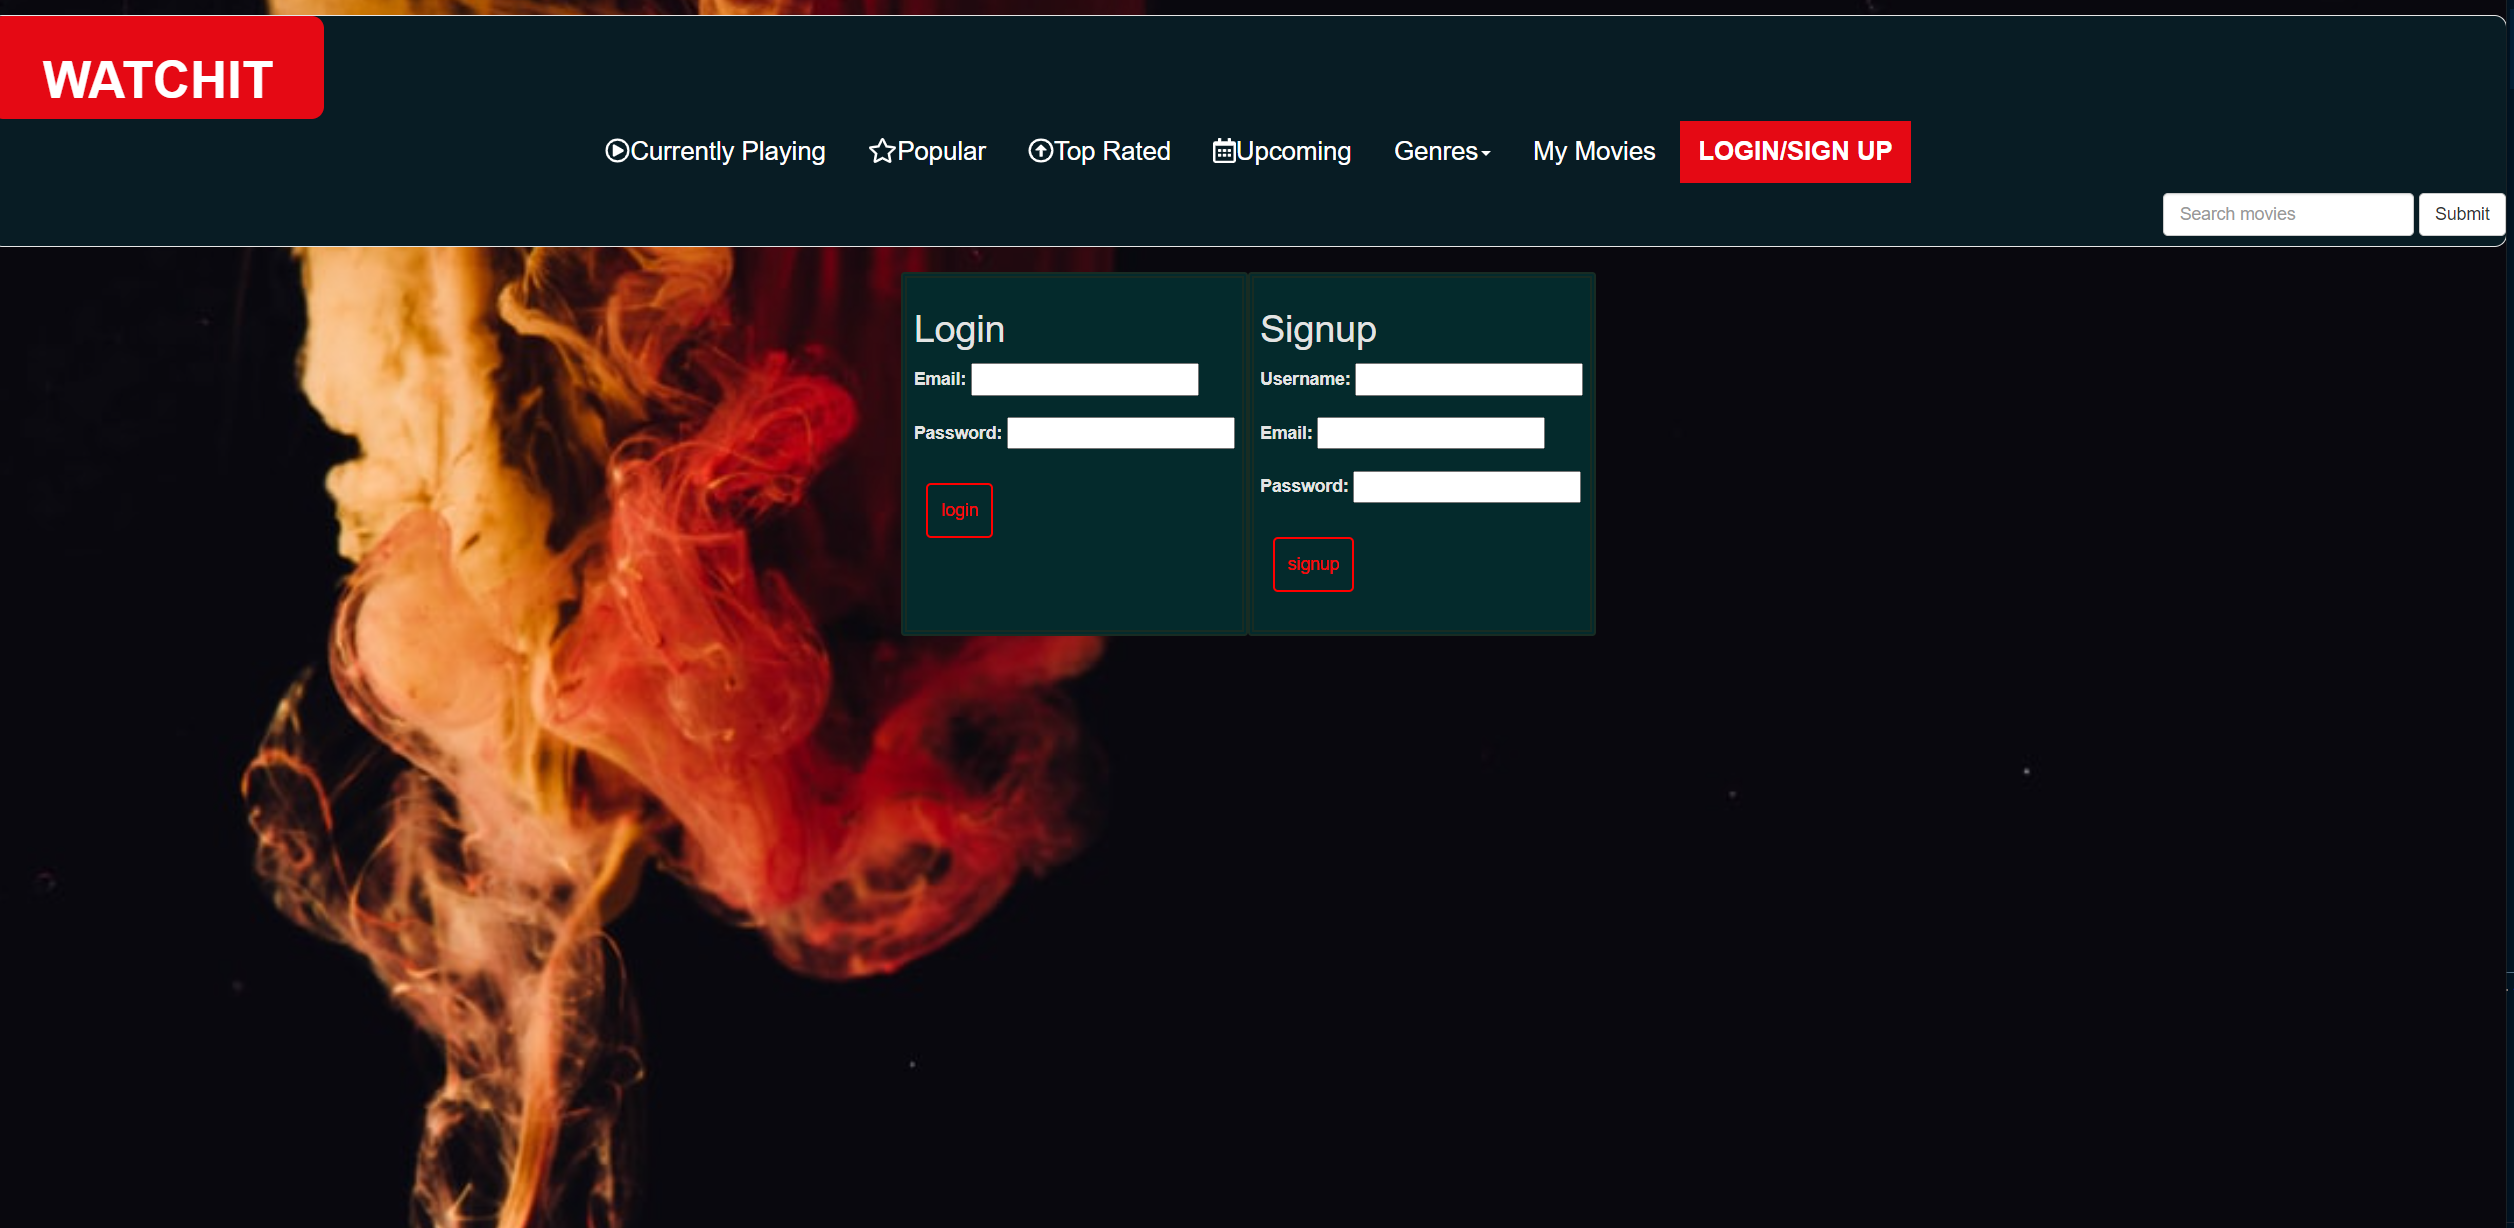 WATCHIT
Currently Playing Popular Top Rated Upcoming Genres My Movies LOGIN/SIGN UP
Search movies Submit
Login
Email:
Password:
login
Signup
Username:
Email:
Password:
signup